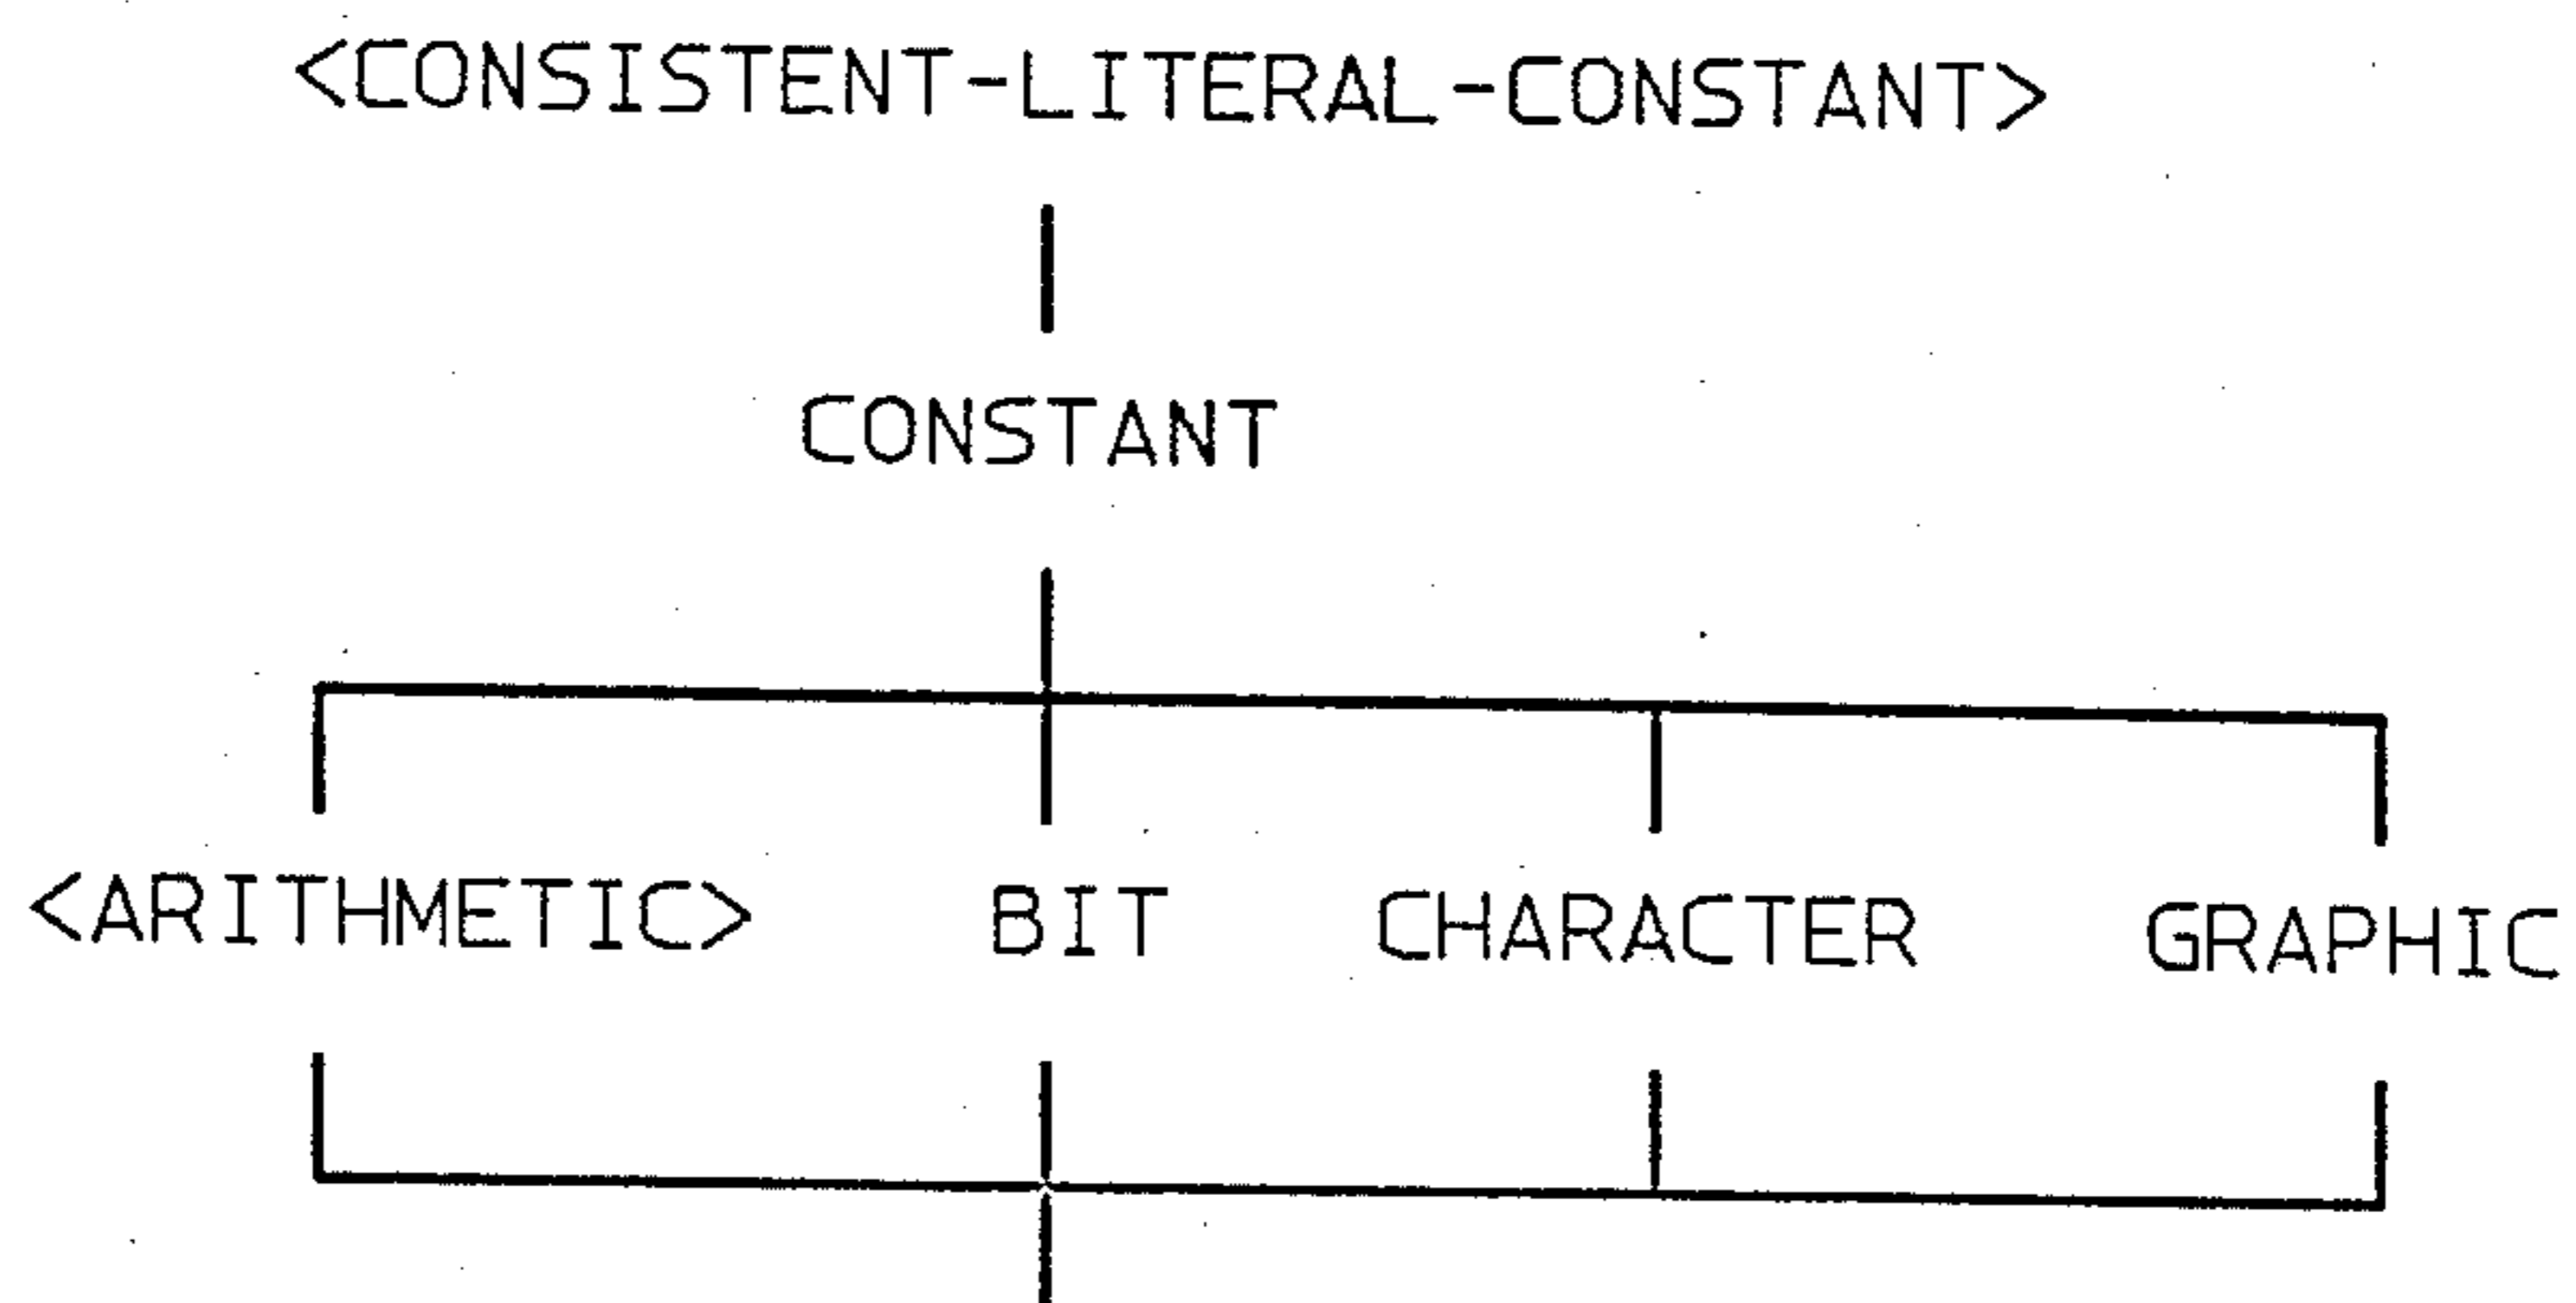 <CONSISTENT-LITERAL-CONSTANT>
CONSTANT
<ARITHMETIC> BIT CHARACTER GRAPHIC